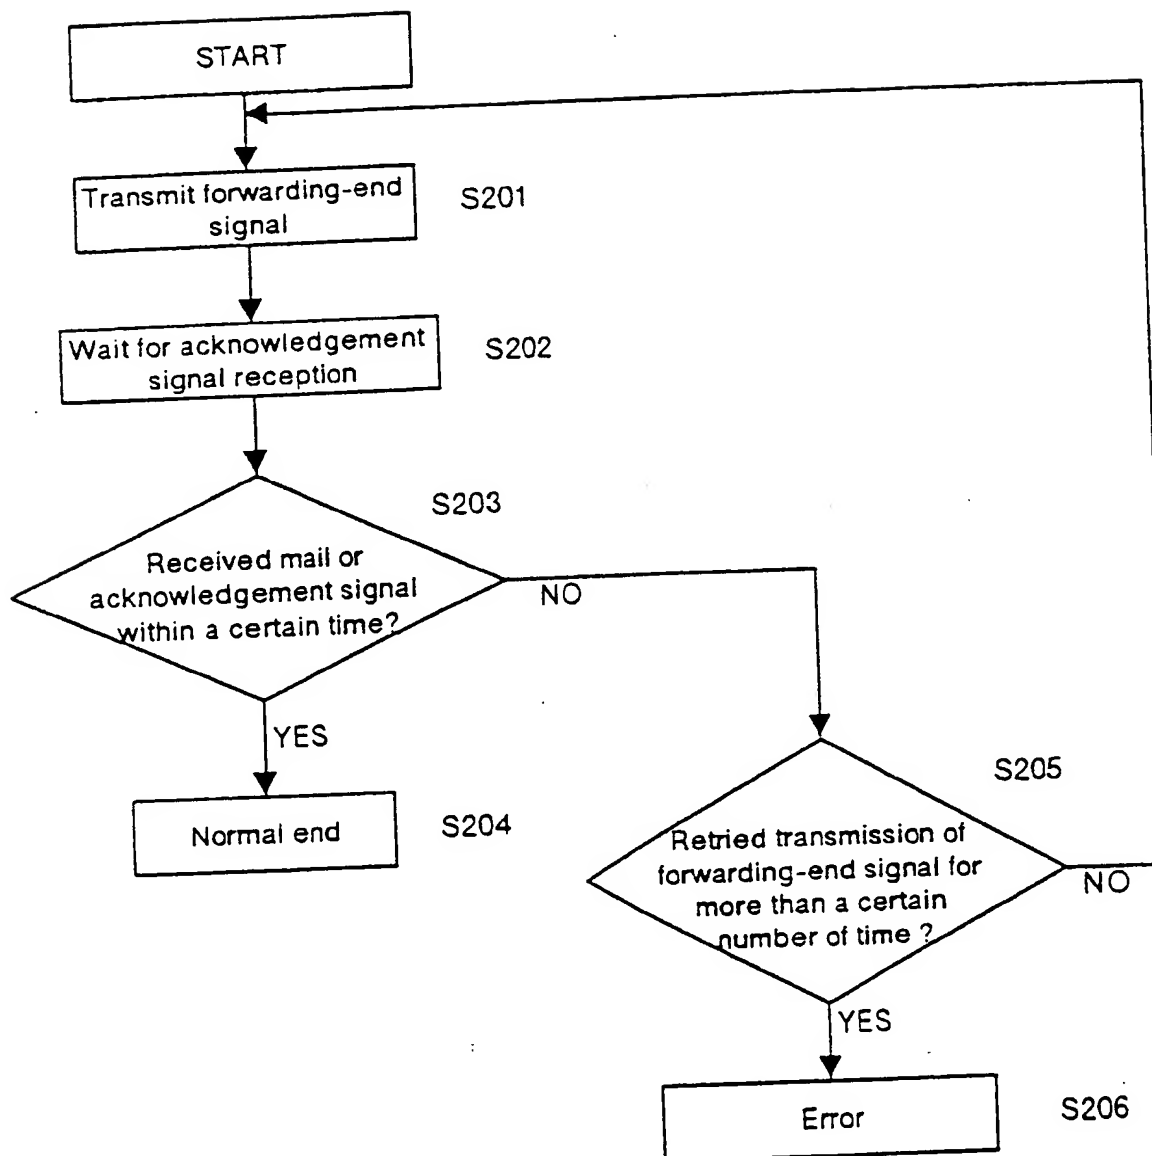 START
Transmit forwarding-end
signal
S201
Wait for acknowledgement
signal reception
S202
S203
Received mail or
acknowledgement signal
within a certain time?
NO
YES
Normal end
S204
S205
Retried transmission of
forwarding-end signal for
more than a certain
number of time ?
NO
YES
Error
S206